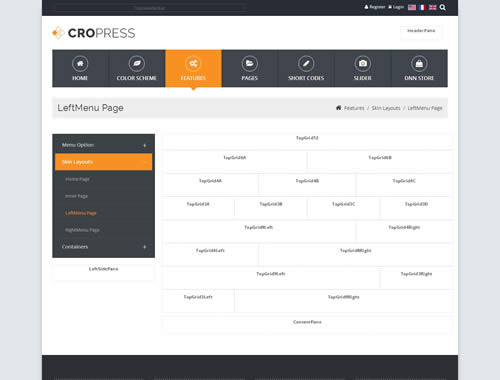 TopHeaderBar
Register Login
CROPRESS
HeaderPane
HOME COLOR SCHEME FEATURES PAGES SHORT CODES SLIDER DNN STORE
LeftMenu Page
Features / Skin Layouts / LeftMenu Page
Menu Option +
Skin Layouts -
Home Page
Inner Page
LeftMenu Page
RightMenu Page
Containers +
LeftSidePane
TopGrid12
TopGrid6A TopGrid6B
TopGrid4A TopGrid4B TopGrid4C
TopGrid3A TopGrid3B TopGrid3C TopGrid3D
TopGrid8Left TopGrid4Right
TopGrid4Left TopGrid8Right
TopGrid9Left TopGrid3Right
TopGrid3Left TopGrid9Right
ContentPane